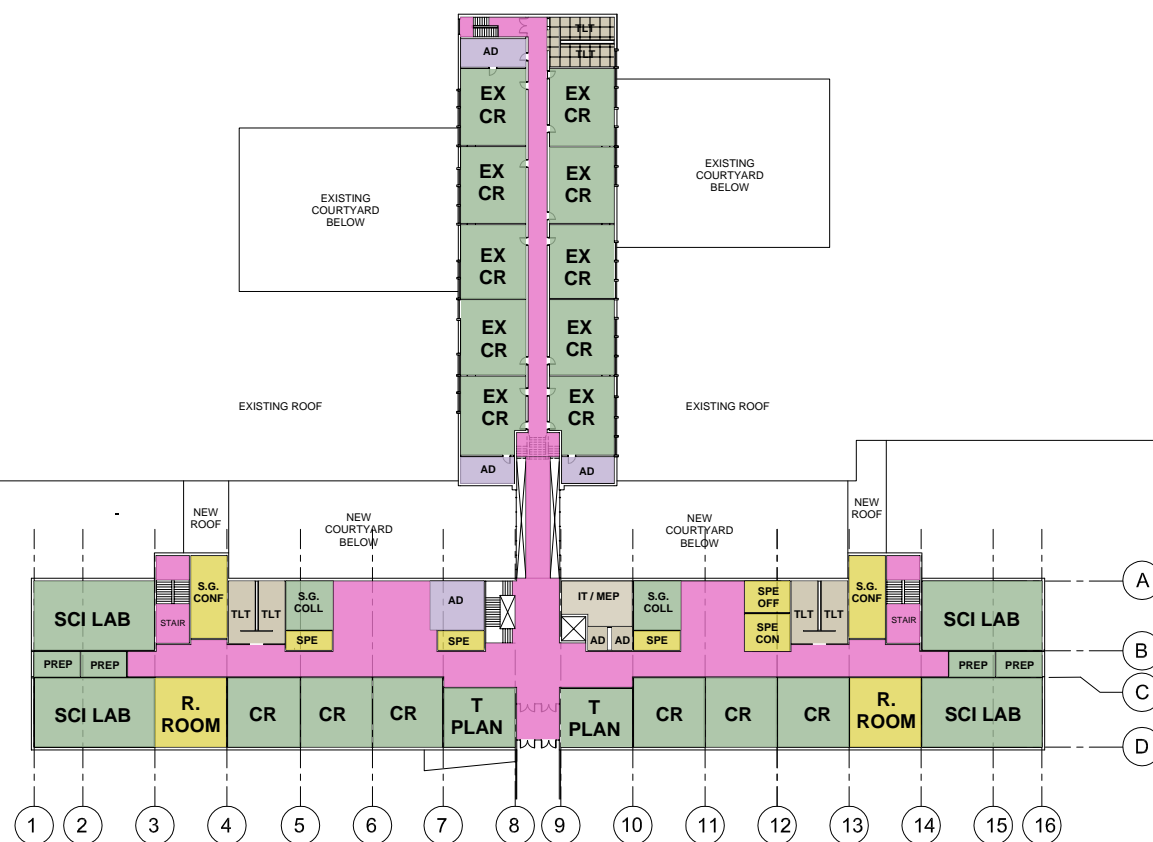 TLT
AD
TLT
EX
CR
EX
CR
EXISTING
COURTYARD
BELOW
EXISTING
COURTYARD
BELOW
EX
CR
EX
CR
EX
CR
EX
CR
EX
CR
EX
CR
EX
CR
EX
CR
EXISTING ROOF
EXISTING ROOF
AD
AD
NEW
ROOF
NEW
COURTYARD
BELOW
NEW
COURTYARD
BELOW
NEW
ROOF
-
A
SCI LAB
STAIR
S.G.
CONF
TLT
TLT
S.G.
COLL
SPE
AD
SPE
IT / MEP
AD
AD
S.G.
COLL
SPE
SPE
OFF
SPE
CON
TLT
TLT
S.G.
CONF
STAIR
SCI LAB
B
PREP
PREP
PREP
PREP
C
SCI LAB
R.
ROOM
CR
CR
CR
T
PLAN
T
PLAN
CR
CR
CR
R.
ROOM
SCI LAB
D
1
2
3
4
5
6
7
8
9
10
11
12
13
14
15
16